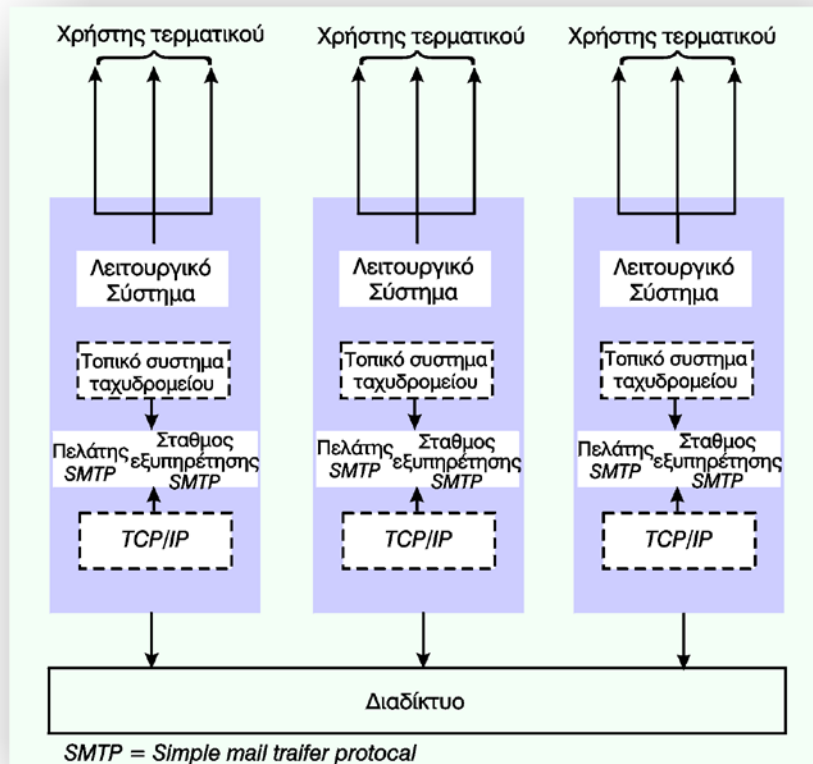 Χρήστης τερματικού
Χρήστης τερματικού
Χρήστης τερματικού
Λειτουργικό
Σύστημα
Λειτουργικό
Σύστημα
Λειτουργικό
Σύστημα
Τοπικό συστημα
ταχυδρομείου
Τοπικό συστημα
ταχυδρομείου
Τοπικό συστημα
ταχυδρομείου
Πελάτης
SMTP
Σταθμος
εξυπηρέτησης
SMTP
Πελάτης
SMTP
Σταθμος
εξυπηρέτησης
SMTP
Πελάτης
SMTP
Σταθμος
εξυπηρέτησης
SMTP
TCP/IP
TCP/IP
TCP/IP
Διαδίκτυο
SMTP = Simple mail traifer protocal